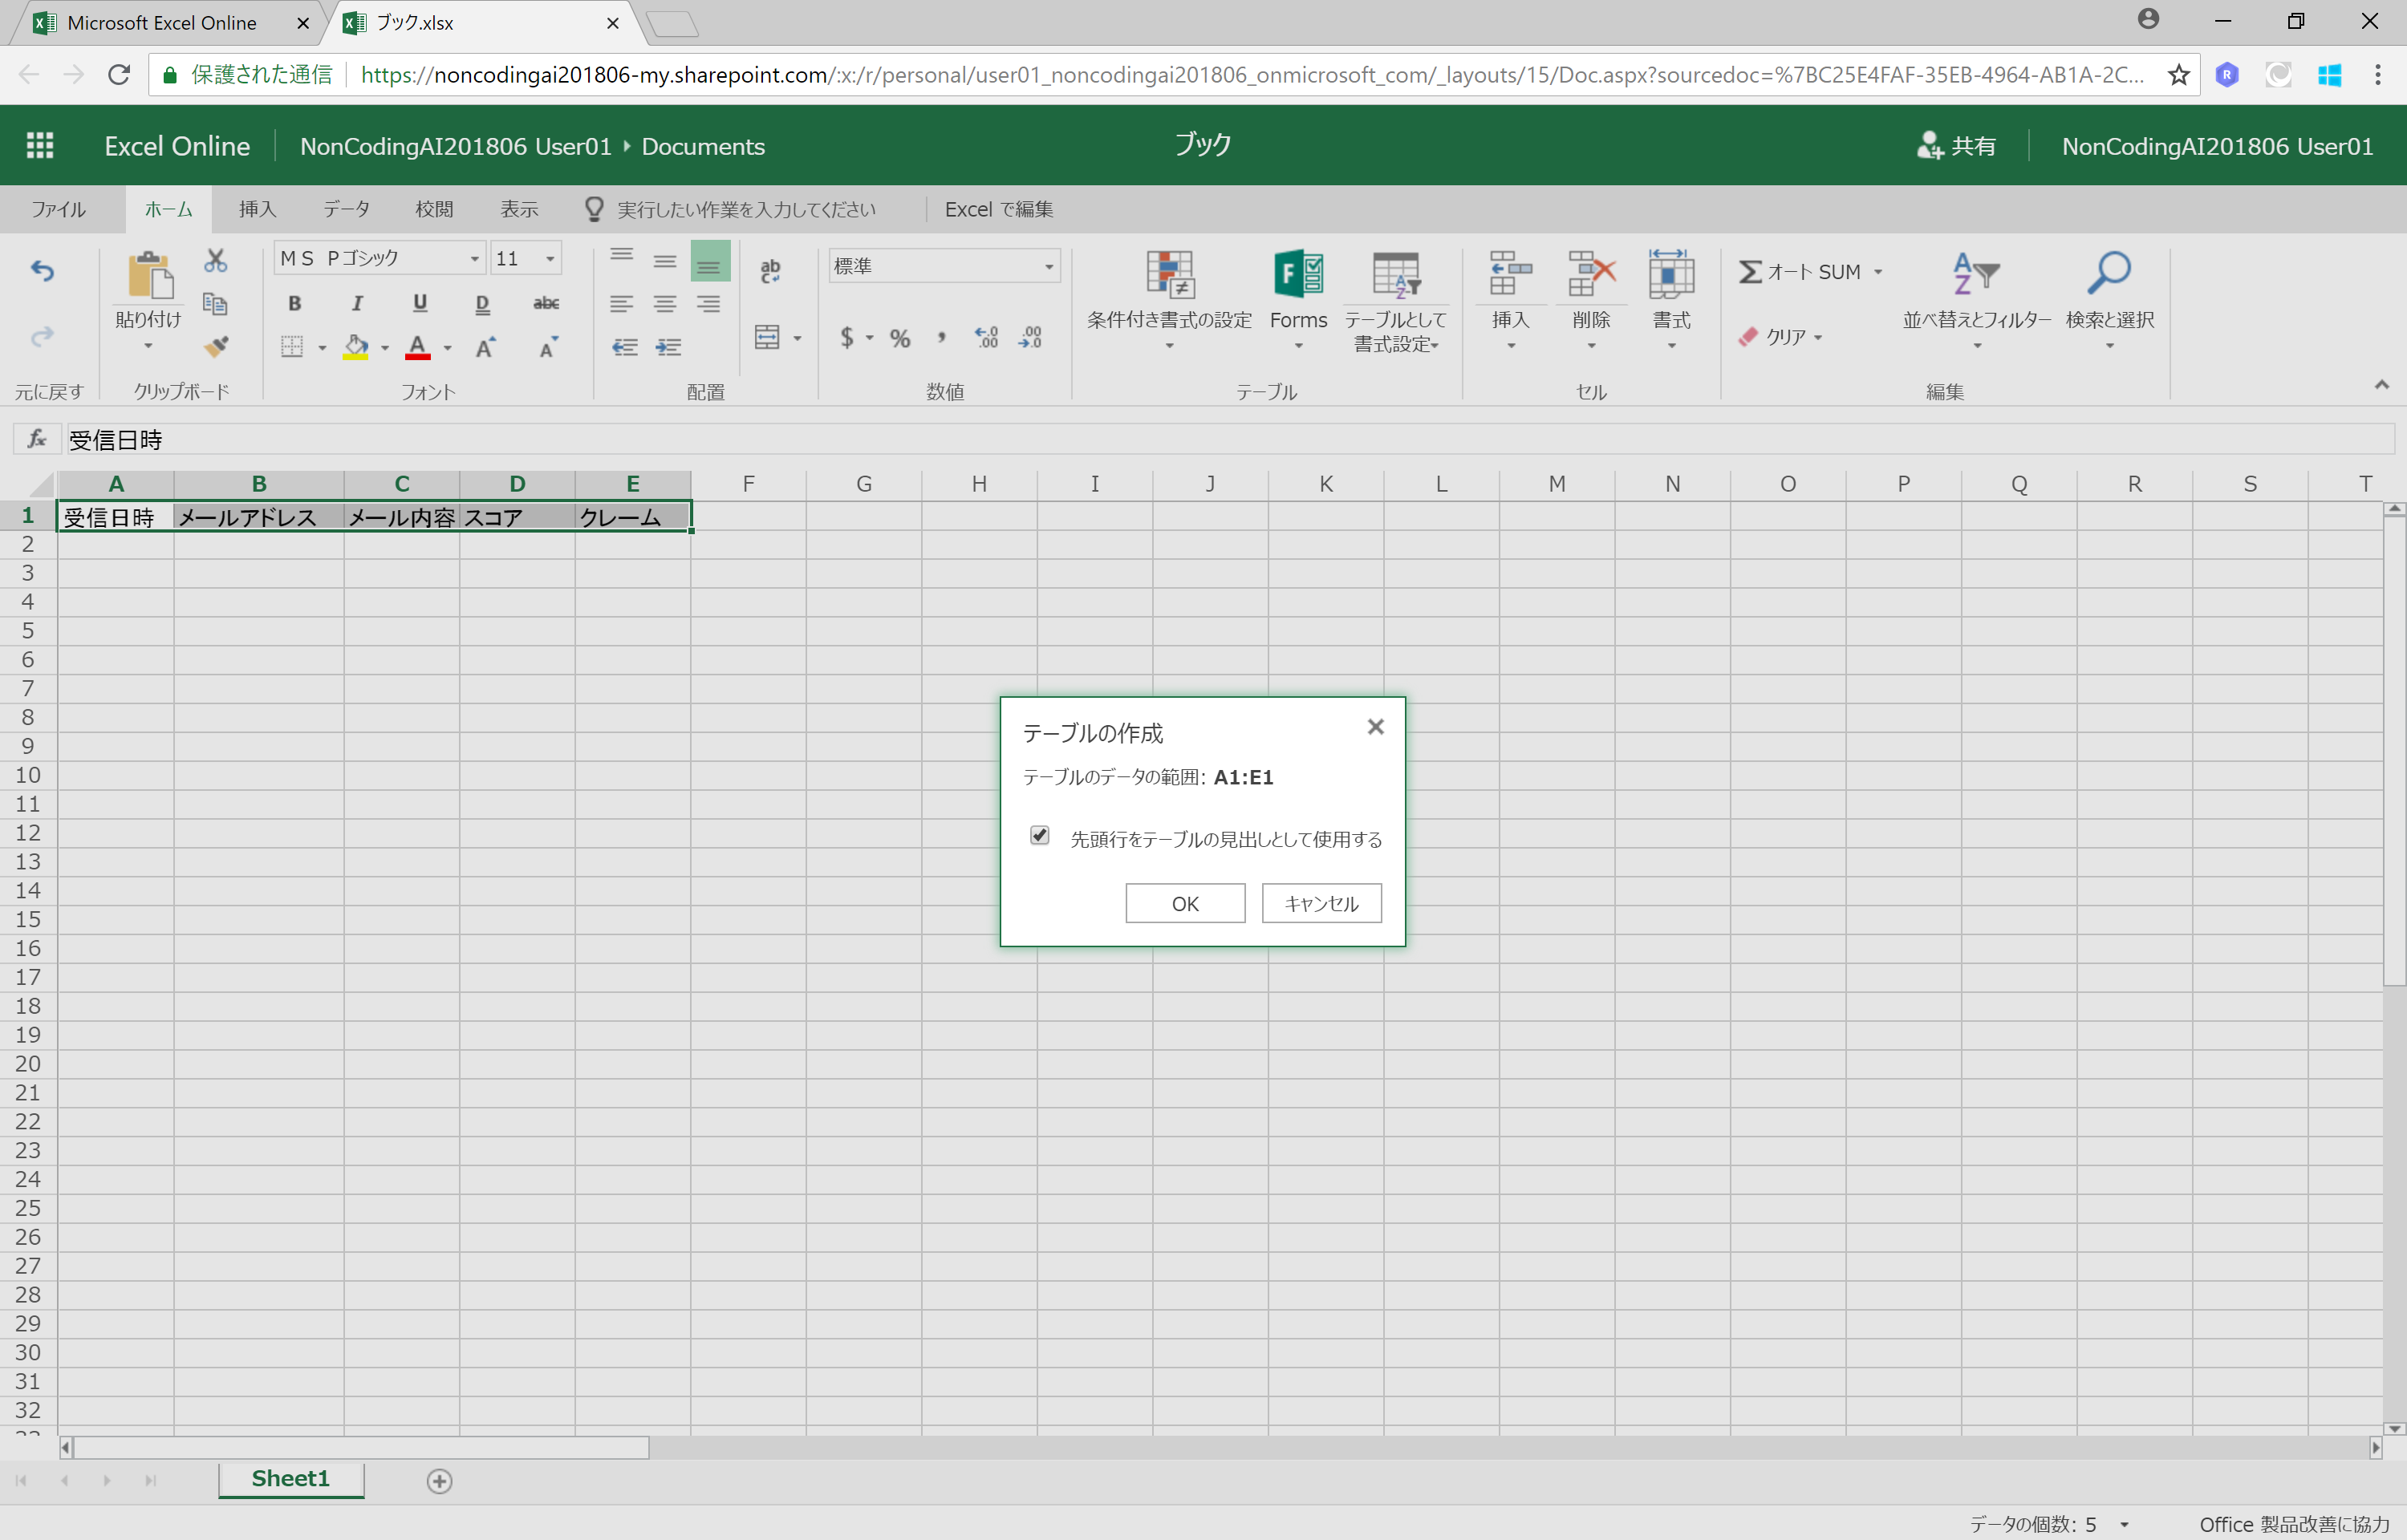 Microsoft Excel Online
ブック.xlsx
保護された通信 https://noncodingai201806-my.sharepoint.com/:x:/r/personal/user01_noncodingai201806_onmicrosoft_com/_layouts/15/Doc.aspx?sourcedoc=%7BC25E4FAF-35EB-4964-AB1A-2C...
Excel Online NonCodingAI201806 User01 Documents ブック 共有 NonCodingAI201806 User01
ファイル ホーム 挿入 データ 校閲 表示 実行したい作業を入力してください Excel で編集
ＭＳ Ｐゴシック 11 標準
オート SUM
貼り付け 条件付き書式の設定 Forms テーブルとして書式設定 挿入 削除 書式 クリア 並べ替えとフィルター 検索と選択
元に戻す クリップボード フォント 配置 数値 テーブル セル 編集
fx 受信日時
A B C D E F G H I J K L M N O P Q R S T
1 受信日時 メールアドレス メール内容 スコア クレーム
2
3
4
5
6
7
8
9
10
11
12
13
14
15
16
17
18
19
20
21
22
23
24
25
26
27
28
29
30
31
32
テーブルの作成
テーブルのデータの範囲: A1:E1
先頭行をテーブルの見出しとして使用する
OK キャンセル
Sheet1
データの個数: 5 Office 製品改善に協力